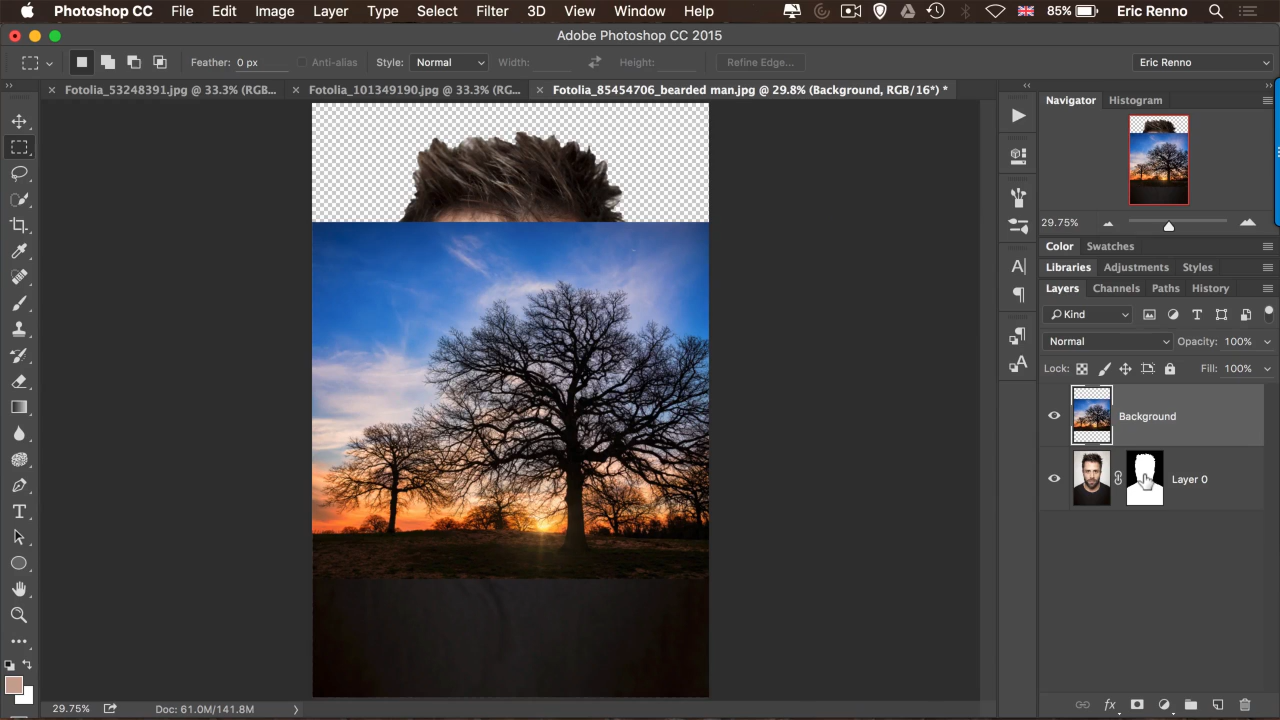 Photoshop CC File Edit Image Layer Type Select Filter 3D View Window Help 85% Eric Renno
Adobe Photoshop CC 2015
Feather: 0 px Anti-alias Style: Normal Width: Height: Refine Edge... Eric Renno
Fotolia_53248391.jpg @ 33.3% (RGB... Fotolia_101349190.jpg @ 33.3% (RG... Fotolia_85454706_bearded man.jpg @ 29.8% (Background, RGB/16*) *
Navigator Histogram
29.75%
Color Swatches
Libraries Adjustments Styles
Layers Channels Paths History
Kind
Normal Opacity: 100%
Lock: Fill: 100%
Background
Layer 0
29.75% Doc: 61.0M/141.8M